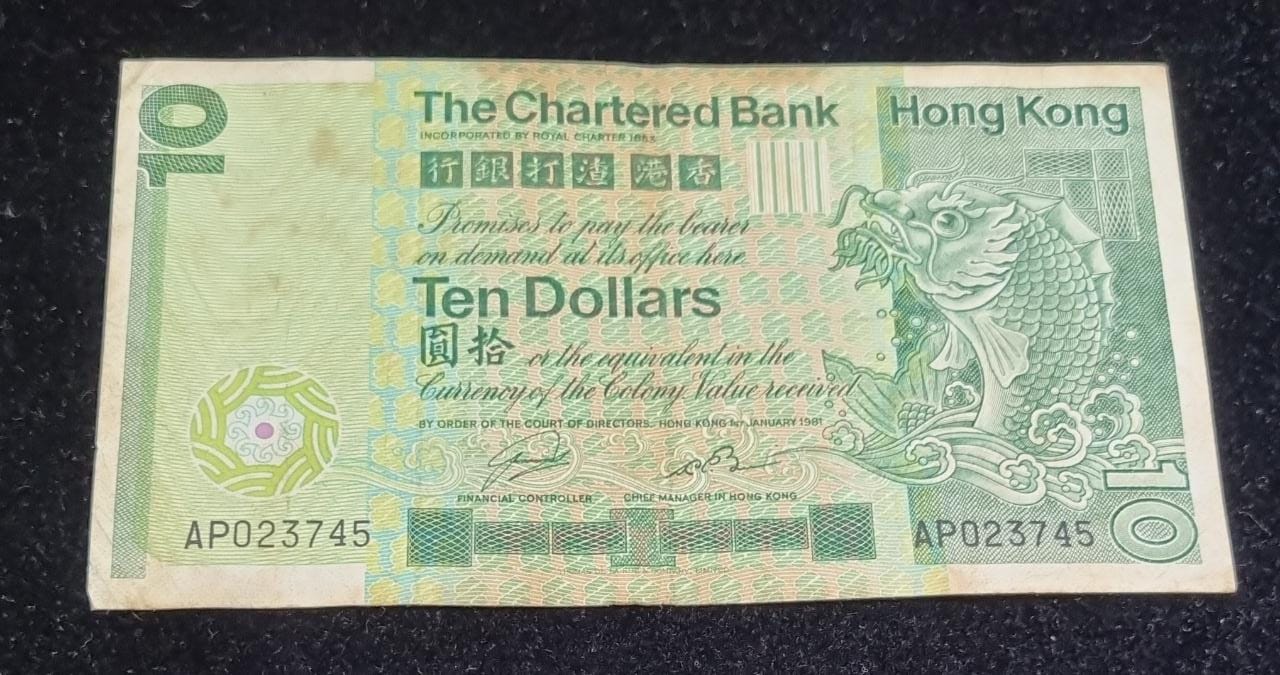 10
The Chartered Bank
Hong Kong
INCORPORATED BY ROYAL CHARTER 1853
行銀打渣港香
Promises to pay the bearer
on demand at its office here
Ten Dollars
圓拾 or the equivalent in the
Currency of the Colony Value received
BY ORDER OF THE COURT OF DIRECTORS. HONG KONG 1ST JANUARY 1981
FINANCIAL CONTROLLER
CHIEF MANAGER IN HONG KONG
AP023745
AP023745
10